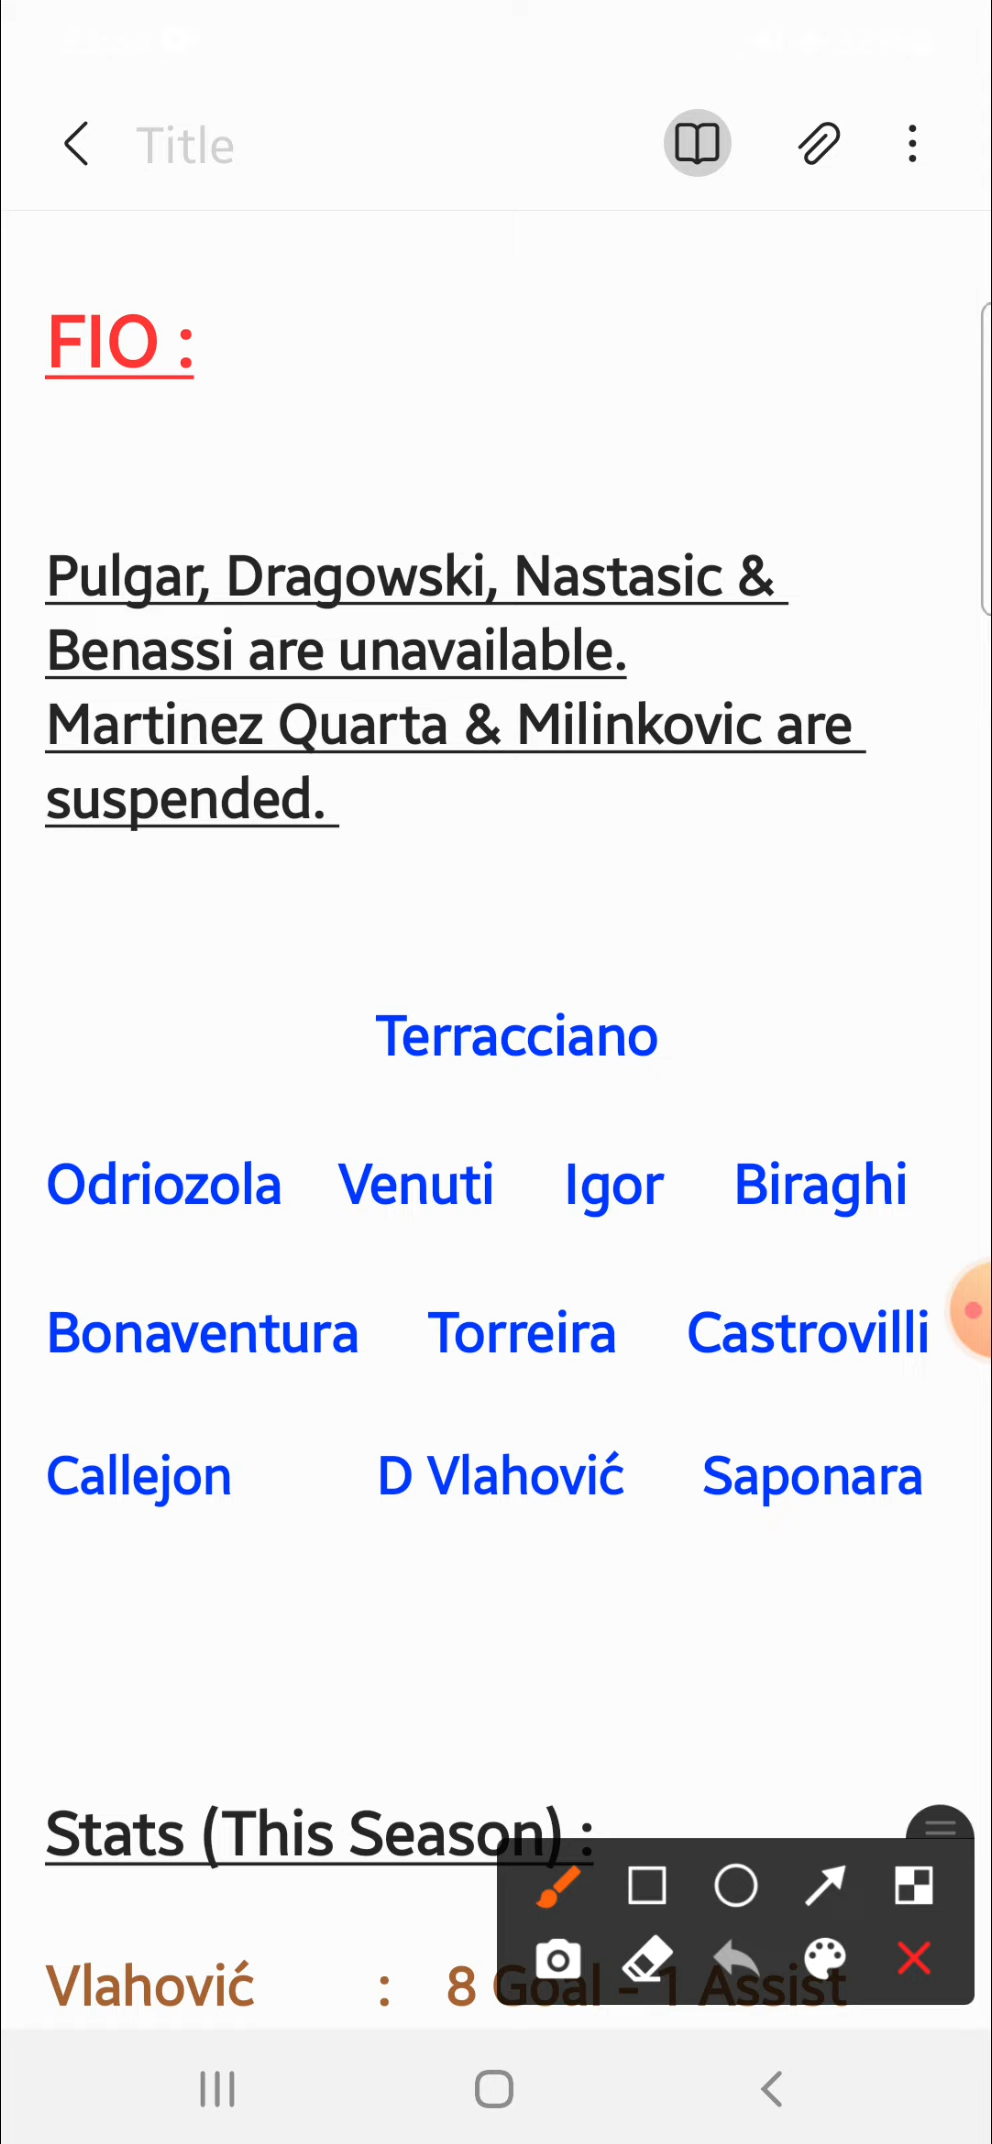 Title
FIO :
Pulgar, Dragowski, Nastasic &
Benassi are unavailable.
Martinez Quarta & Milinkovic are
suspended.
Terracciano
Odriozola Venuti Igor Biraghi
Bonaventura Torreira Castrovilli
Callejon D Vlahović Saponara
Stats (This Season) :
Vlahović : 8 Goal - 1 Assist